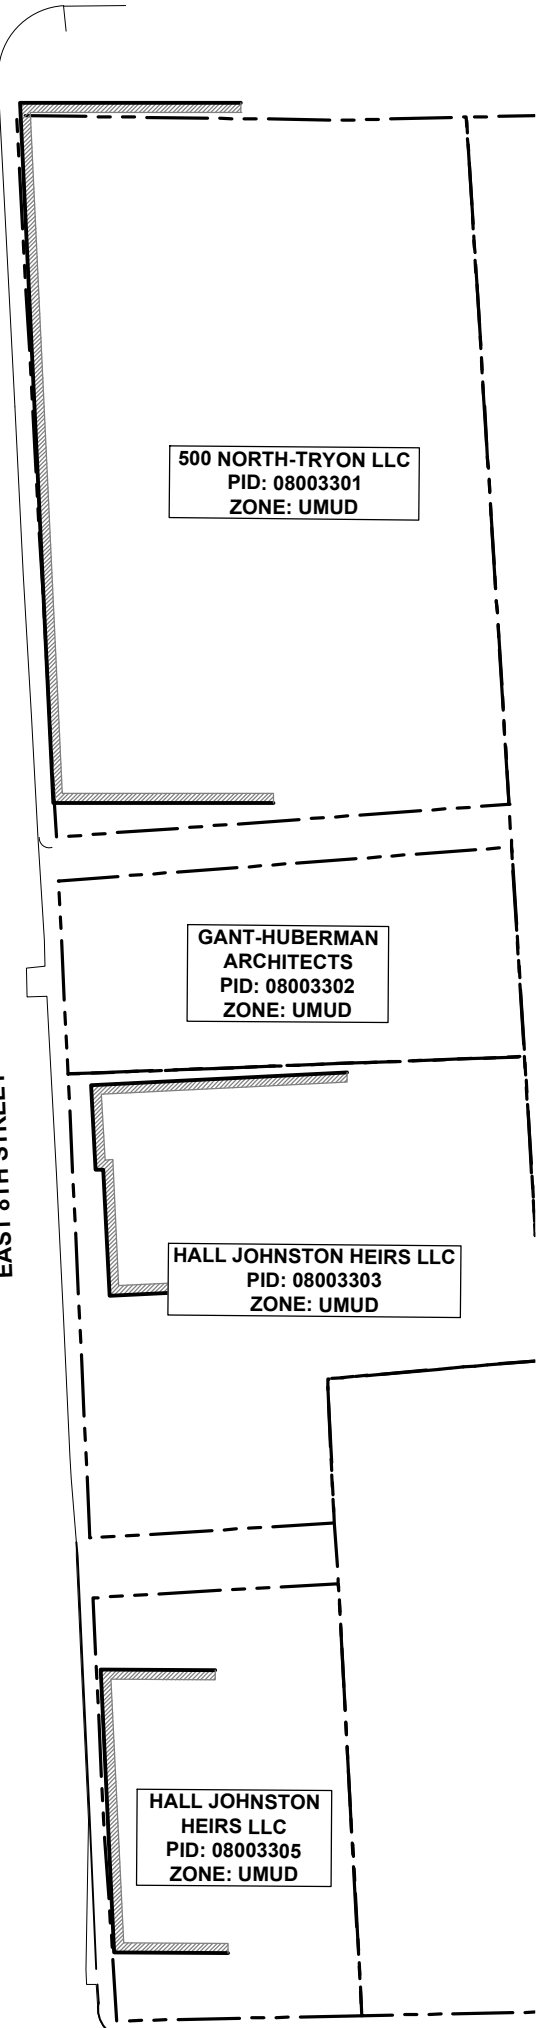 500 NORTH-TRYON LLC
PID: 08003301
ZONE: UMUD
GANT-HUBERMAN
ARCHITECTS
PID: 08003302
ZONE: UMUD
EAST 8TH STREET
HALL JOHNSTON HEIRS LLC
PID: 08003303
ZONE: UMUD
HALL JOHNSTON
HEIRS LLC
PID: 08003305
ZONE: UMUD